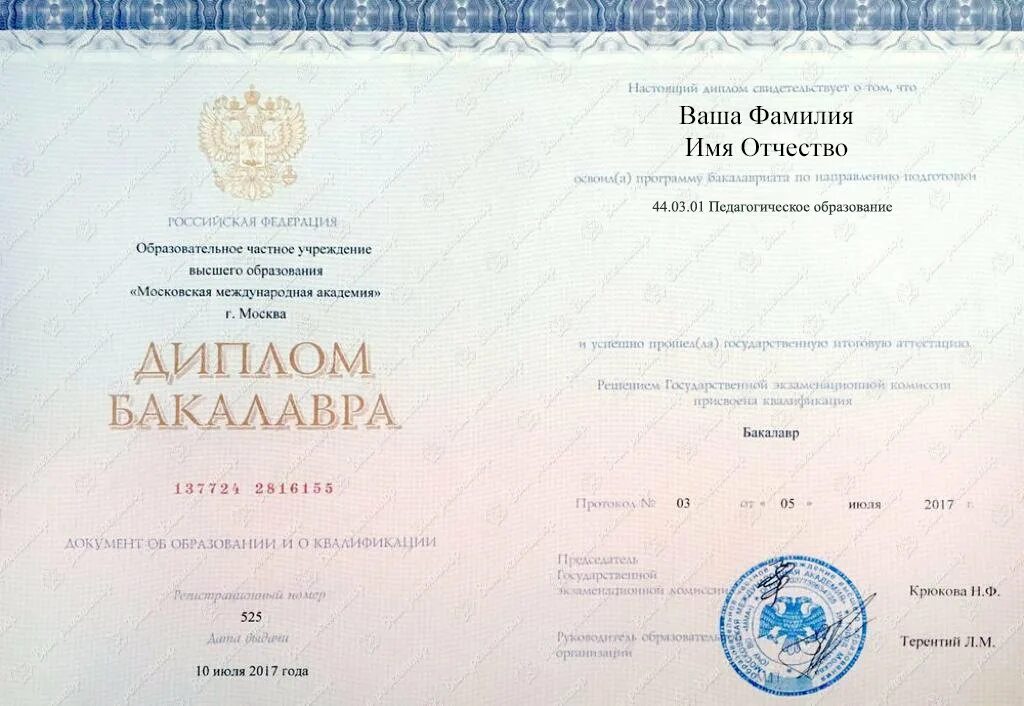 РОССИЙСКАЯ ФЕДЕРАЦИЯ
Образовательное частное учреждение
высшего образования
«Московская международная академия»
г. Москва
ДИПЛОМ
БАКАЛАВРА
137724 2816155
ДОКУМЕНТ ОБ ОБРАЗОВАНИИ И О КВАЛИФИКАЦИИ
Регистрационный номер
525
Дата выдачи
10 июля 2017 года
Настоящий диплом свидетельствует о том, что
Ваша Фамилия
Имя Отчество
освоил(а) программу бакалавриата по направлению подготовки
44.03.01 Педагогическое образование
и успешно прошел(ла) государственную итоговую аттестацию.
Решением Государственной экзаменационной комиссии
присвоена квалификация
Бакалавр
Протокол № 03 от « 05 » июля 2017 г.
Председатель
Государственной
экзаменационной комиссии
Крюкова Н.Ф.
Руководитель образователь
организации
Терентий Л.М.